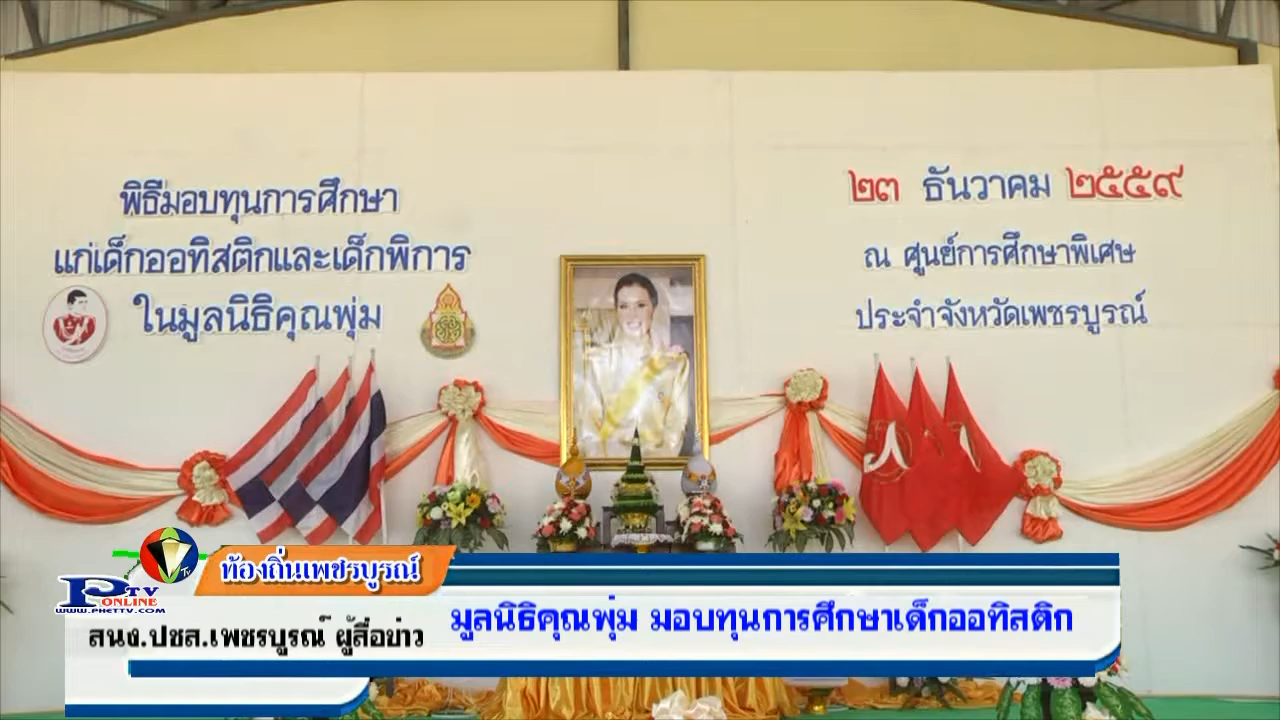 พิธีมอบทุนการศึกษา
แก่เด็กออทิสติกและเด็กพิการ
ในมูลนิธิคุณพุ่ม
๒๓ ธันวาคม ๒๕๕๙
ณ ศูนย์การศึกษาพิเศษ
ประจำจังหวัดเพชรบูรณ์
TV
ท้องถิ่นเพชรบูรณ์
PTV
ONLINE
WWW.PHETTV.COM
สนง.ปชส.เพชรบูรณ์ ผู้สื่อข่าว
มูลนิธิคุณพุ่ม มอบทุนการศึกษาเด็กออทิสติก